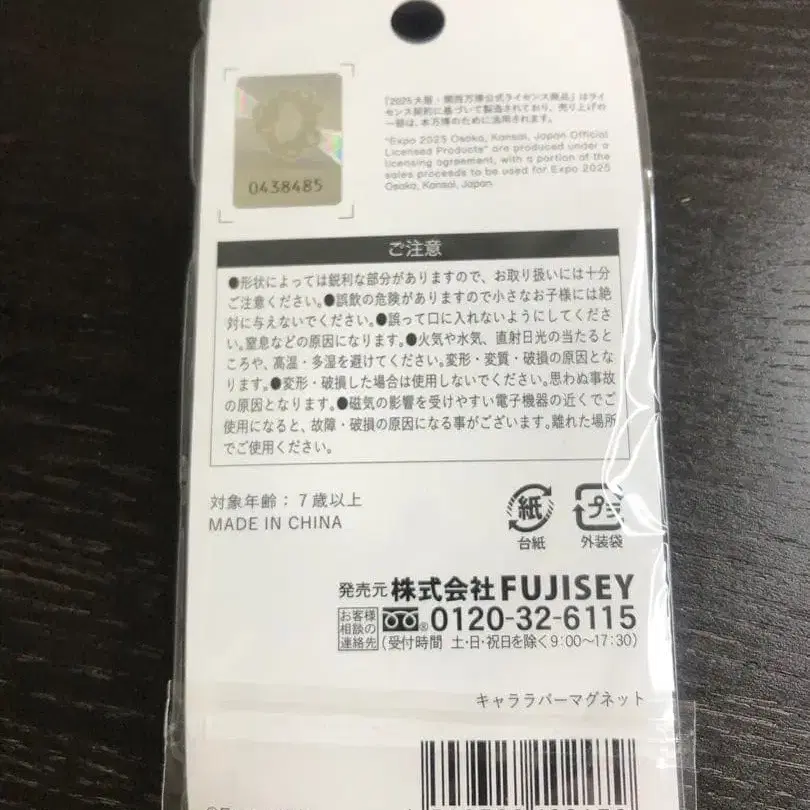 0438485
「2025大阪・関西万博公式ライセンス商品」はライ
センス契約に基づいて製造されており、売り上げの
一部は、本万博のために活用されます。
"Expo 2025 Osaka, Kansai, Japan Official
Licensed Products" are produced under a
licensing agreement, with a portion of the
sales proceeds to be used for Expo 2025
Osaka, Kansai, Japan.
ご注意
●形状によっては鋭利な部分がありますので、お取り扱いには十分
ご注意ください。●誤飲の危険がありますので小さなお子様には絶
対に与えないでください。●誤って口に入れないようにしてくださ
い。窒息などの原因になります。●火気や水気、直射日光の当たると
ころや、高温・多湿を避けてください。変形・変質・破損の原因とな
ります。●変形・破損した場合は使用しないでください。思わぬ事故
の原因となります。●磁気の影響を受けやすい電子機器の近くでご
使用になると、故障・破損の原因になる事がございます。離れた場所
でご使用ください。
対象年齢：7歳以上
MADE IN CHINA
紙
台紙
プラ
外装袋
発売元 株式会社FUJISEY
お客様
相談の
連絡先
0120-32-6115
(受付時間 土・日・祝日を除く9:00〜17:30)
キャララバーマグネット